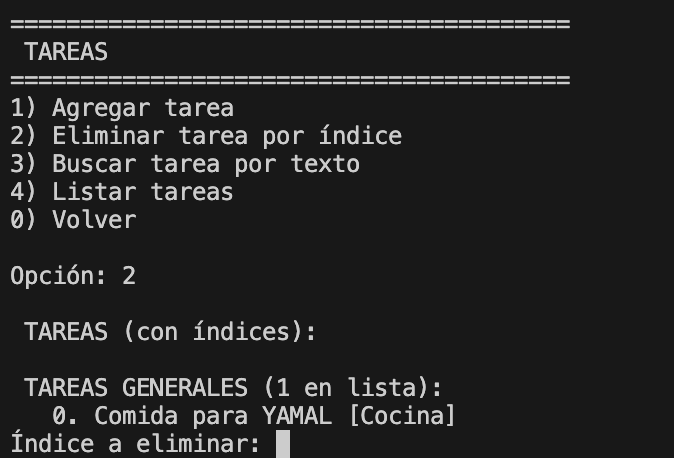 ========================================
TAREAS
========================================
1) Agregar tarea
2) Eliminar tarea por índice
3) Buscar tarea por texto
4) Listar tareas
0) Volver
Opción: 2
TAREAS (con índices):
TAREAS GENERALES (1 en lista):
0. Comida para YAMAL [Cocina]
Índice a eliminar: